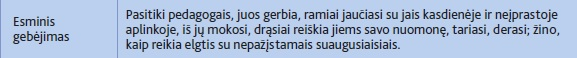 Esminis
gebėjimas
Pasitiki pedagogais, juos gerbia, ramiai jaučiasi su jais kasdienėje ir neįprastoje
aplinkoje, iš jų mokosi, drąsiai reiškia jiems savo nuomonę, tariasi, derasi; žino,
kaip reikia elgtis su nepažįstamais suaugusiaisiais.